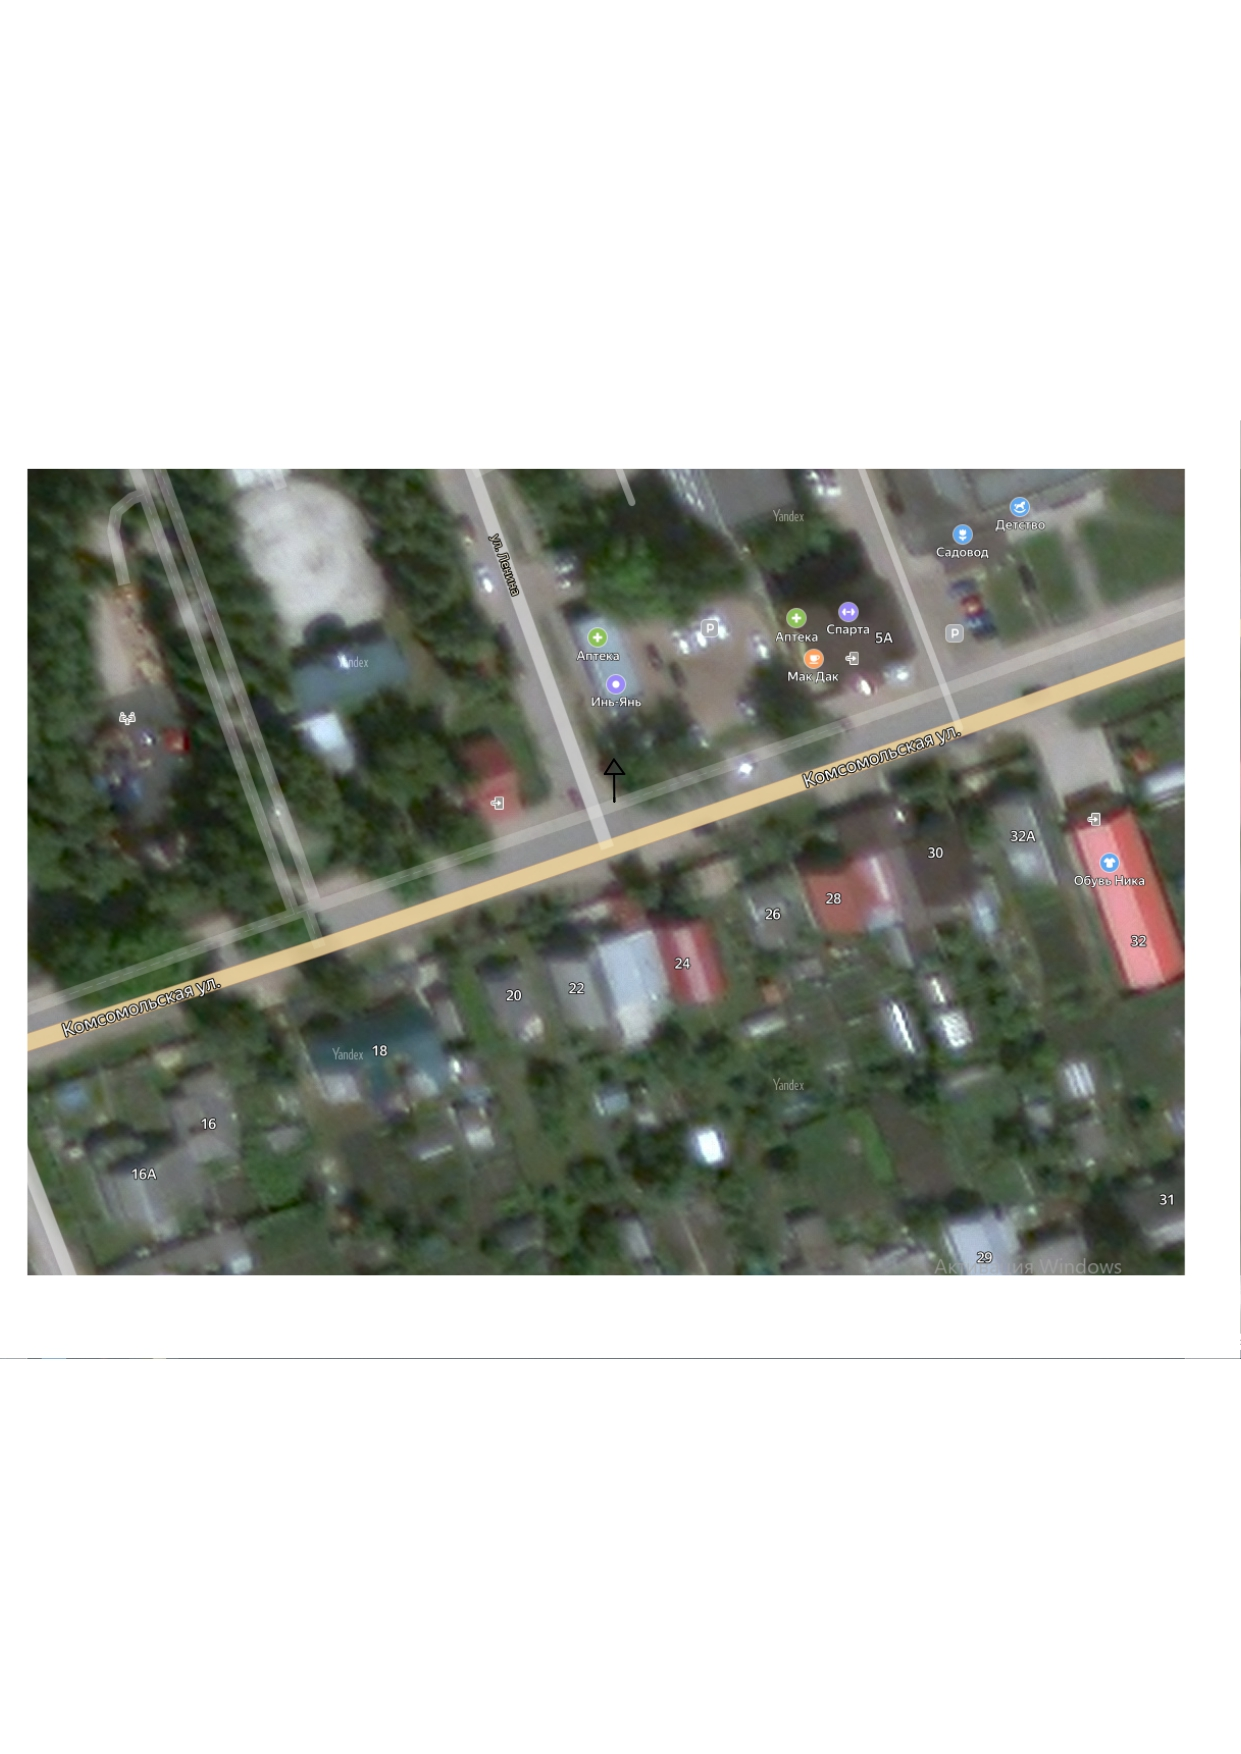 Yandex
Детство
Садовод
ул. Ленина
Аптека
Спарта
Аптека
5А
P
P
Yandex
Мак Дак
Инь-Янь
Комсомольская ул.
32А
30
Обувь Ника
28
26
32
24
22
20
Комсомольская ул.
Yandex
18
Yandex
16
16А
31
29
Активация Windows